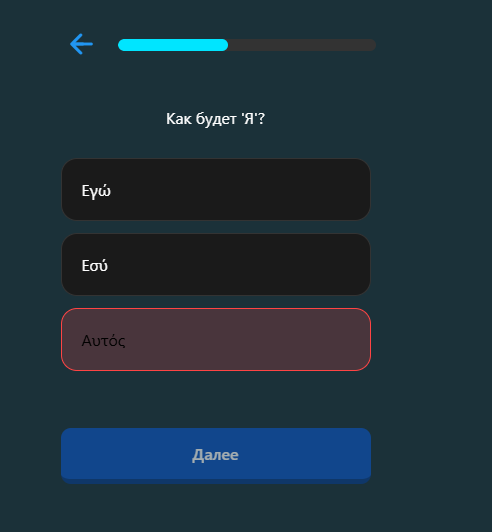 Как будет 'Я'?
Εγώ
Εσύ
Αυτός
Далее